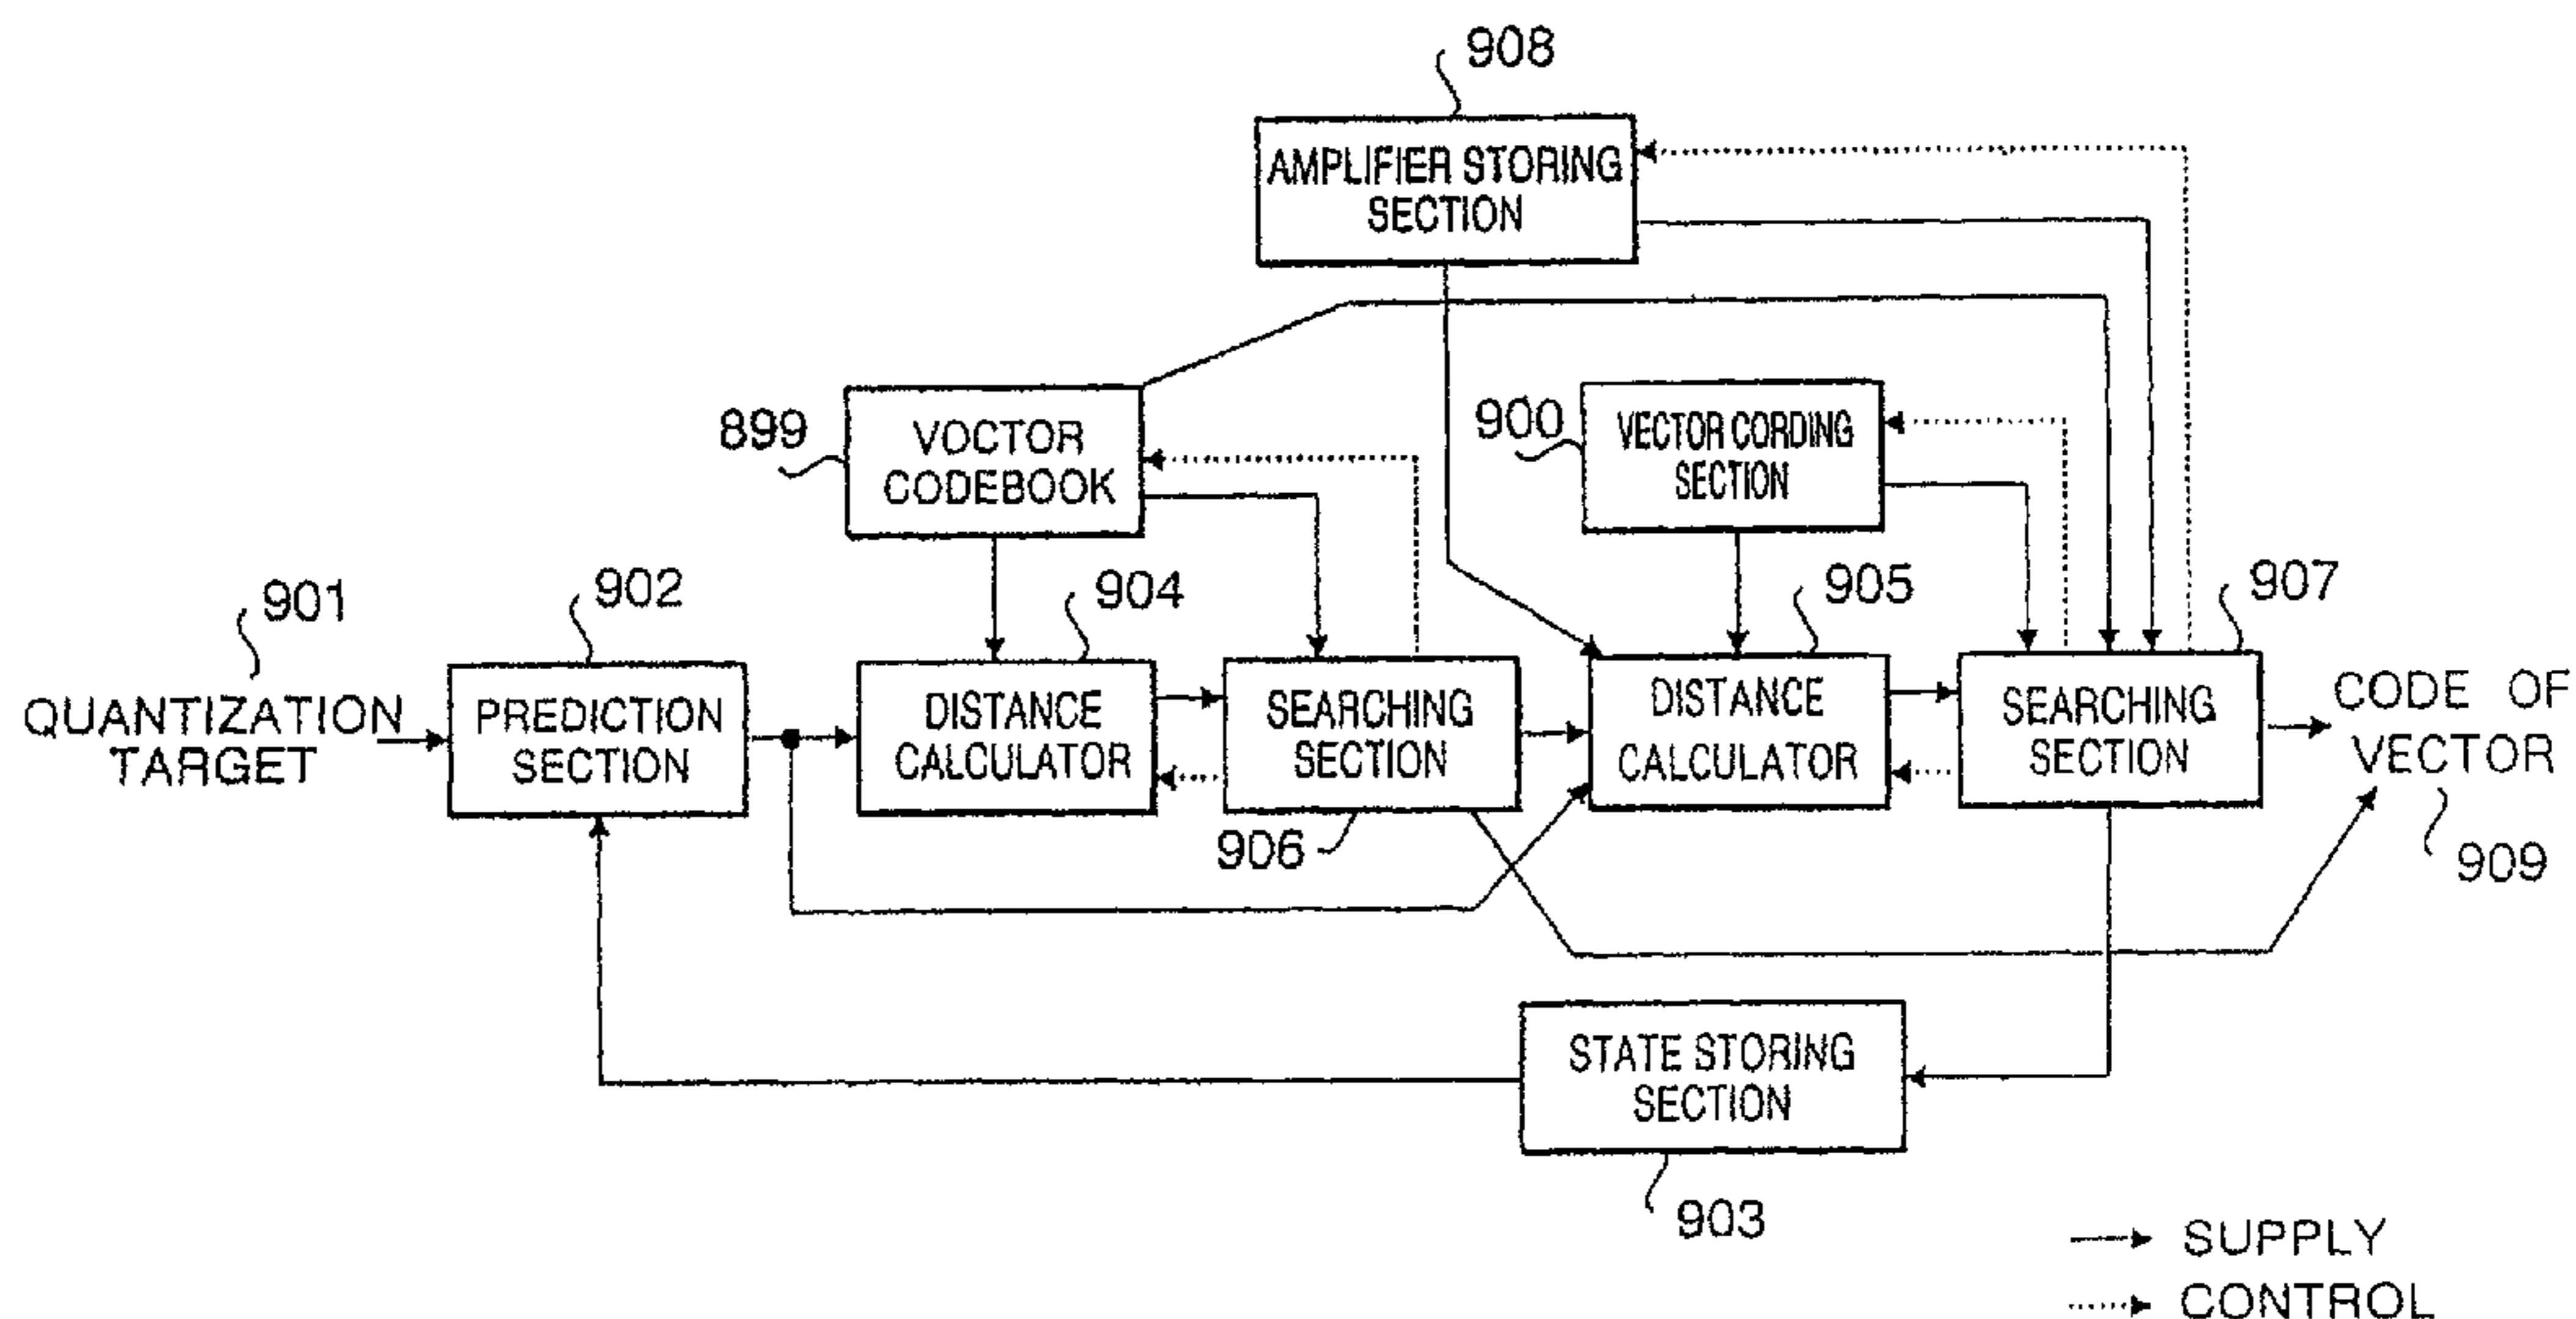 908
AMPLIFIER STORING
SECTION
899
VOCTOR
CODEBOOK
900
VECTOR CORDING
SECTION
901
QUANTIZATION
TARGET
902
PREDICTION
SECTION
904
DISTANCE
CALCULATOR
SEARCHING
SECTION
906
905
DISTANCE
CALCULATOR
907
SEARCHING
SECTION
CODE OF
VECTOR
909
STATE STORING
SECTION
903
SUPPLY
CONTROL